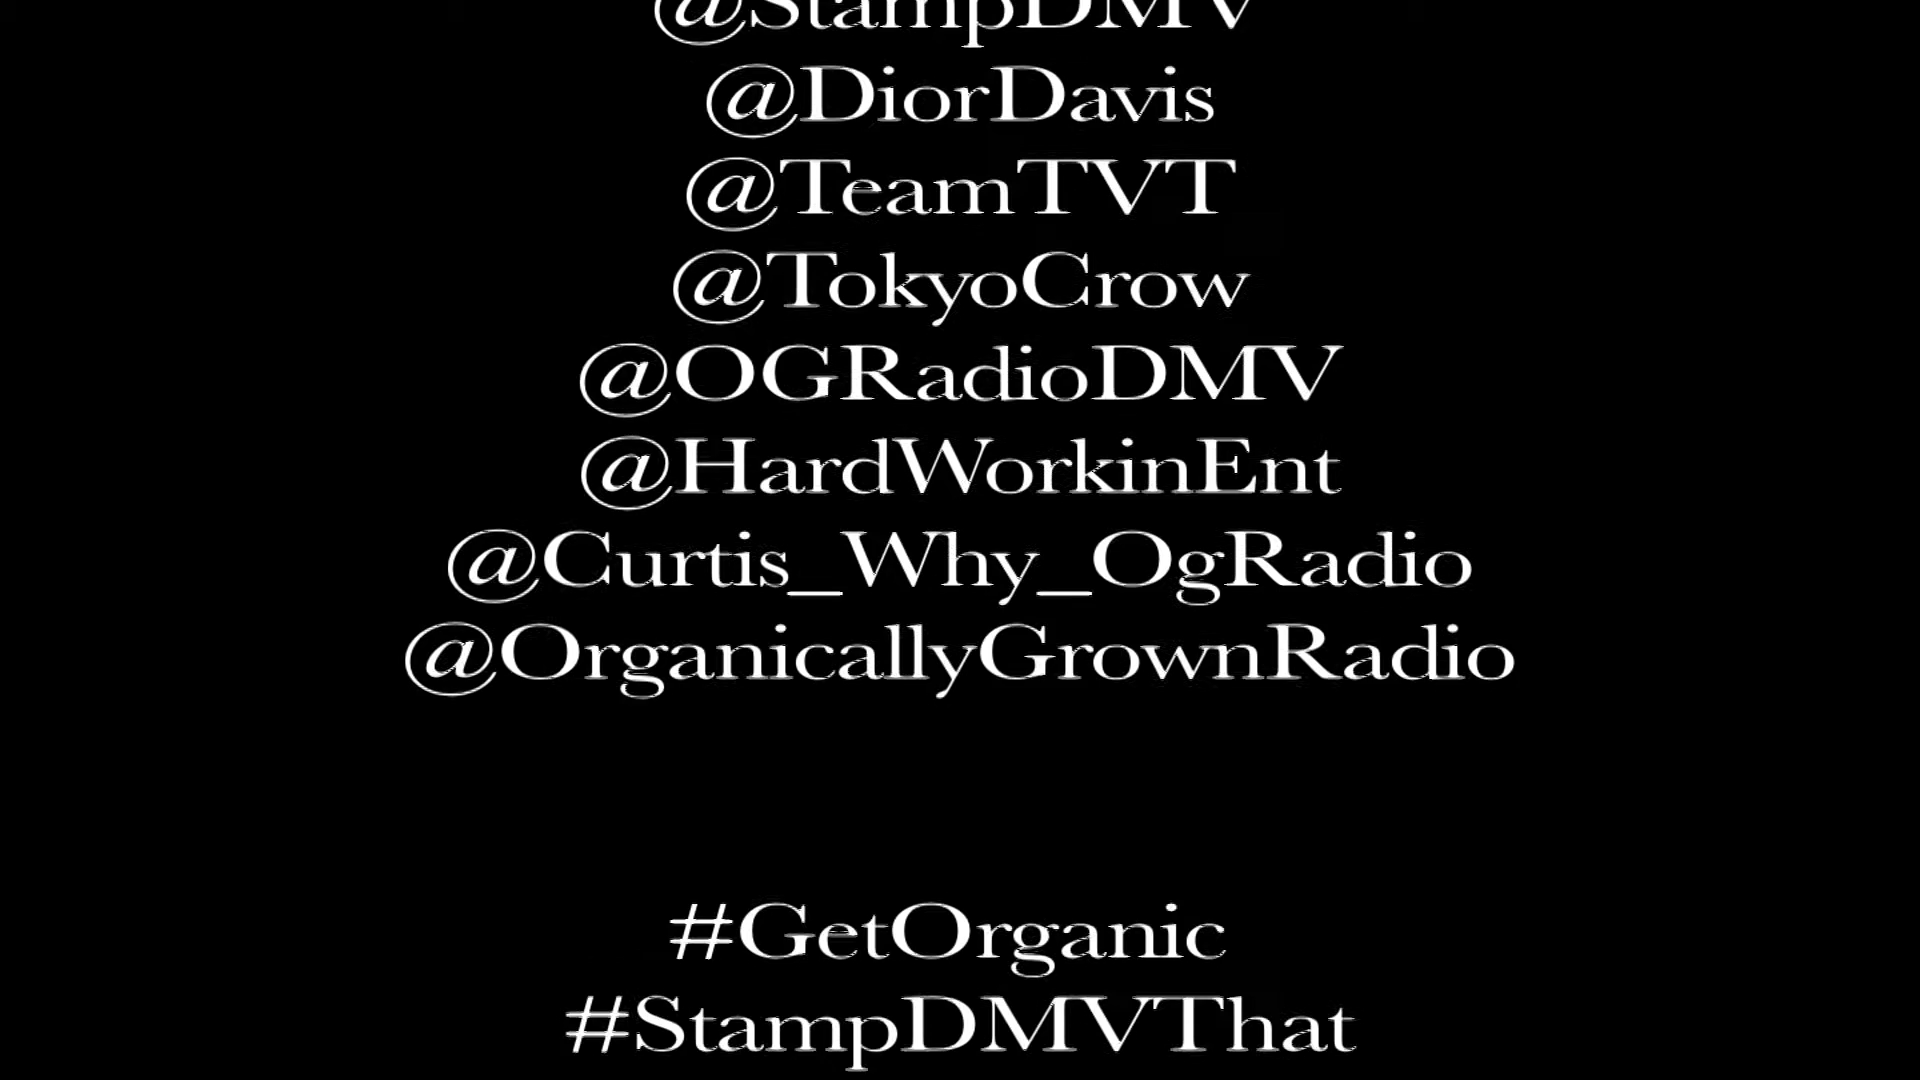 @StampDMV
@DiorDavis
@TeamTVT
@TokyoCrow
@OGRadioDMV
@HardWorkinEnt
@Curtis_Why_OgRadio
@OrganicallyGrownRadio
#GetOrganic
#StampDMVThat